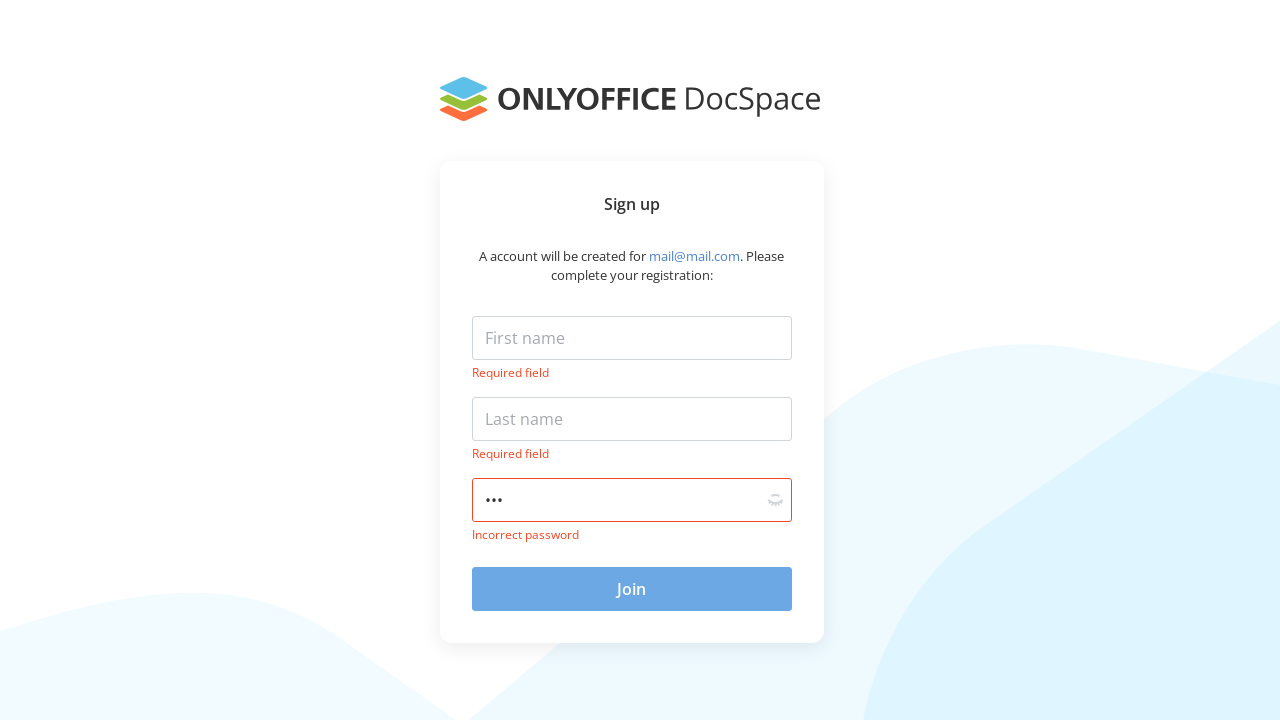 ONLYOFFICE DocSpace
Sign up
A account will be created for mail@mail.com. Please
complete your registration:
First name
Required field
Last name
Required field
•••
Incorrect password
Join